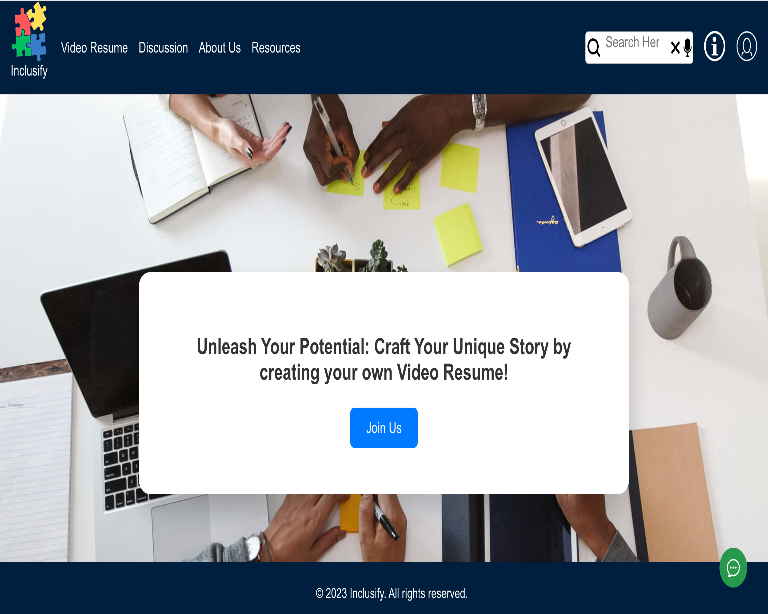 Video Resume Discussion About Us Resources
Search Her
Inclusify
Unleash Your Potential: Craft Your Unique Story by
creating your own Video Resume!
Join Us
© 2023 Inclusify. All rights reserved.